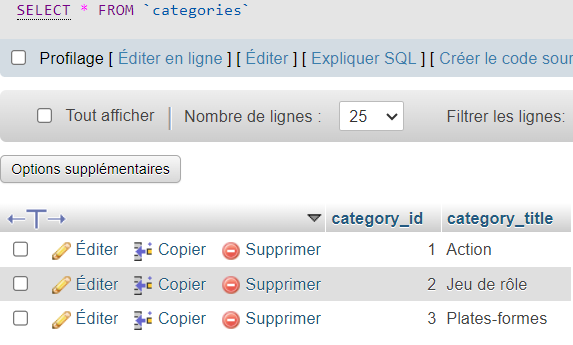 SELECT * FROM `categories`
Profilage [ Éditer en ligne ] [ Éditer ] [ Expliquer SQL ] [ Créer le code sour
Tout afficher Nombre de lignes : 25 Filtrer les lignes:
Options supplémentaires
←T→ category_id category_title
Éditer Copier Supprimer 1 Action
Éditer Copier Supprimer 2 Jeu de rôle
Éditer Copier Supprimer 3 Plates-formes